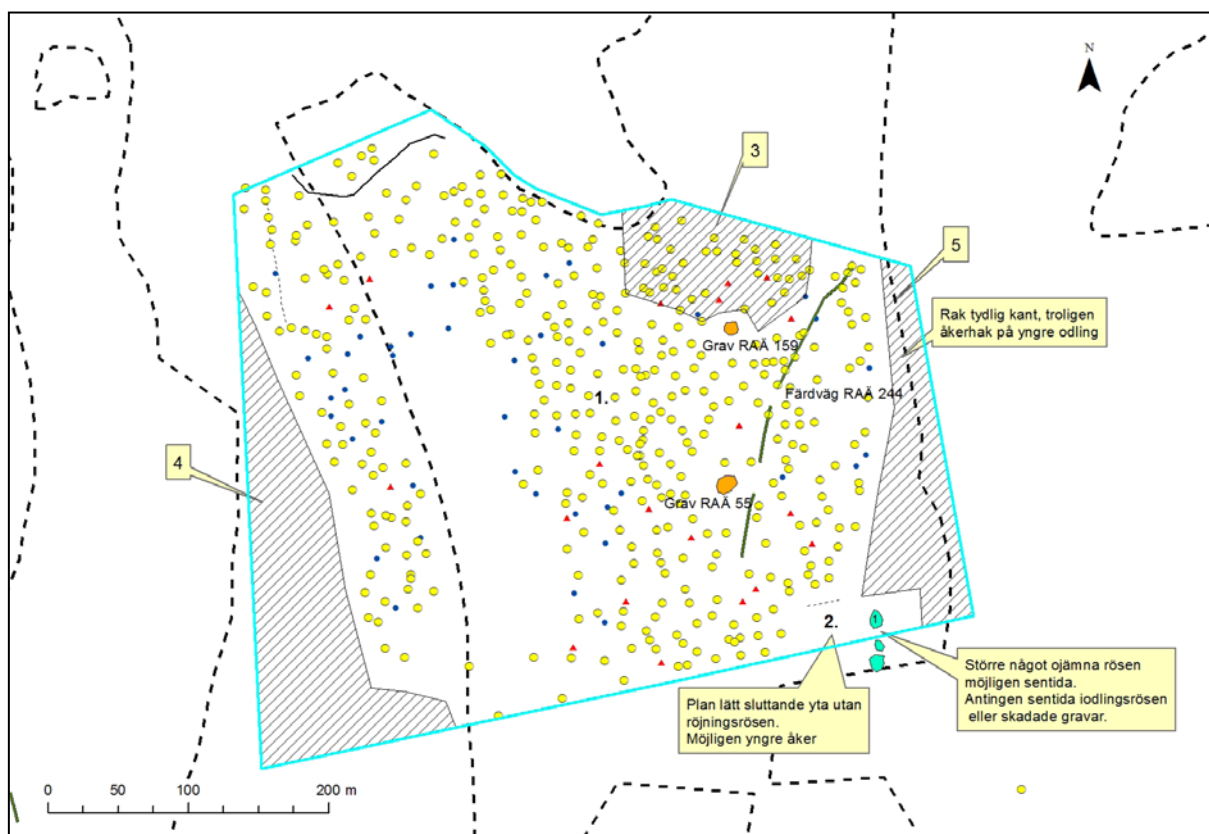 N
3
5
Rak tydlig kant, troligen
åkerhak på yngre odling
Grav RAÄ 159
Färdväg RAÄ 244
1.
4
Grav RAÄ 55
2.
1
Större något ojämna rösen
möjligen sentida.
Antingen sentida iodlingsrösen
eller skadade gravar.
Plan lätt sluttande yta utan
röjningsrösen.
Möjligen yngre åker
0 50 100 200 m